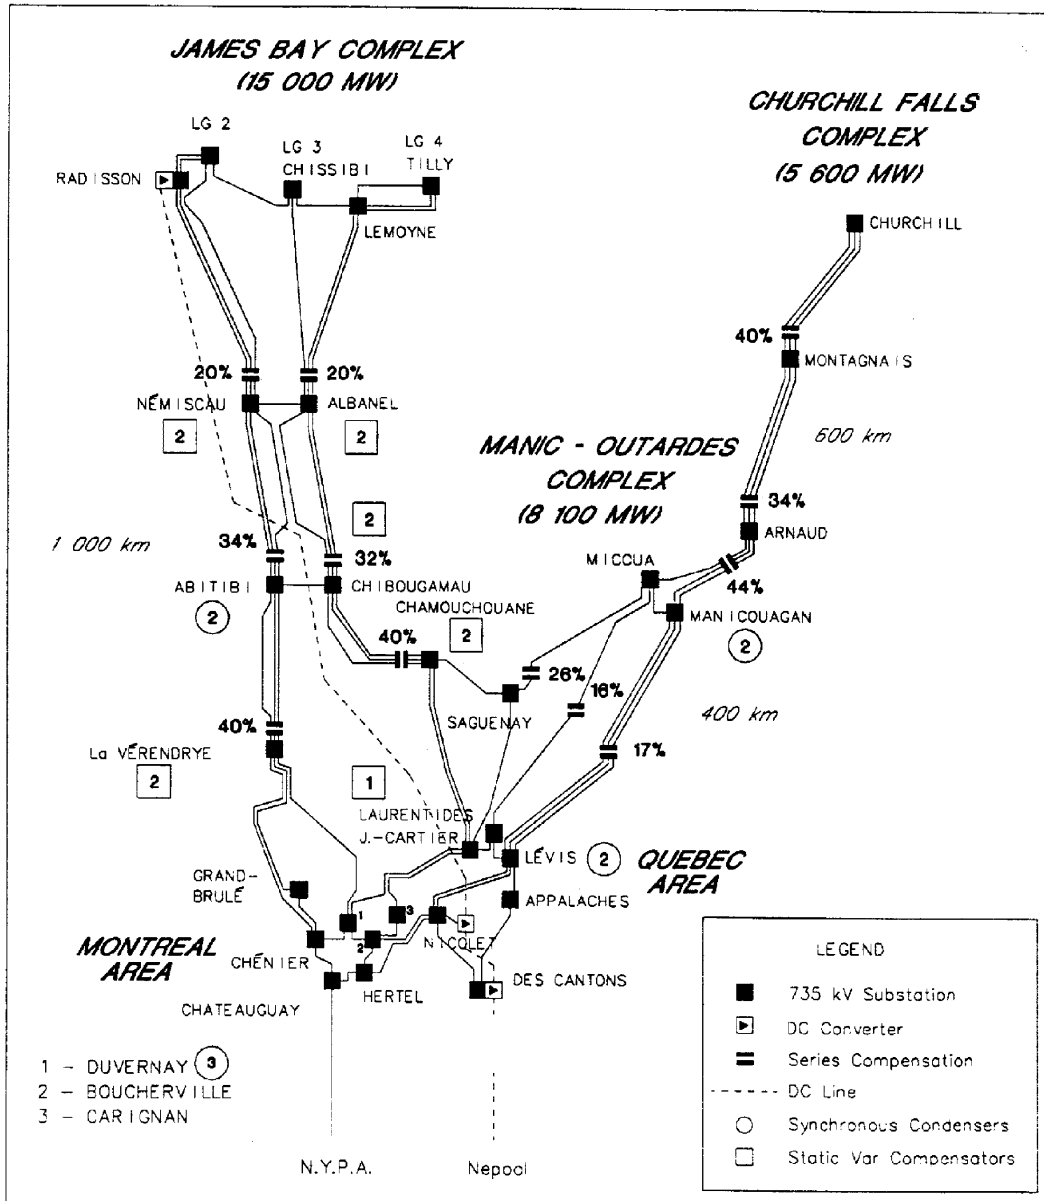 JAMES BAY COMPLEX
(15 000 MW)
CHURCHILL FALLS
COMPLEX
(5 600 MW)
LG 2
LG 3
CHISSIBI
LG 4
TILLY
RADISSON
LEMOYNE
CHURCHILL
40%
MONTAGNAIS
20%
20%
NÉMISCAU
ALBANEL
2
2
600 km
MANIC - OUTARDES
COMPLEX
(8 100 MW)
2
34%
ARNAUD
1 000 km
34%
32%
MICOUA
44%
ABITIBI
CHIBOUGAMAU
CHAMOUCHOUANE
2
2
MANICOUAGAN
2
40%
26%
16%
SAGUENAY
400 km
40%
17%
La VÉRENDRYE
2
1
LAURENTIDES
J.-CARTIER
LÉVIS
2
QUEBEC
AREA
GRAND-
BRULÉ
APPALACHES
1
3
2
NICOLET
MONTREAL
AREA
CHÉNIER
HERTEL
DES CANTONS
CHATEAUGUAY
1 - DUVERNAY 3
2 - BOUCHERVILLE
3 - CARIGNAN
N.Y.P.A.
Nepool
LEGEND
735 kV Substation
DC Converter
Series Compensation
DC Line
Synchronous Condensers
Static Var Compensators